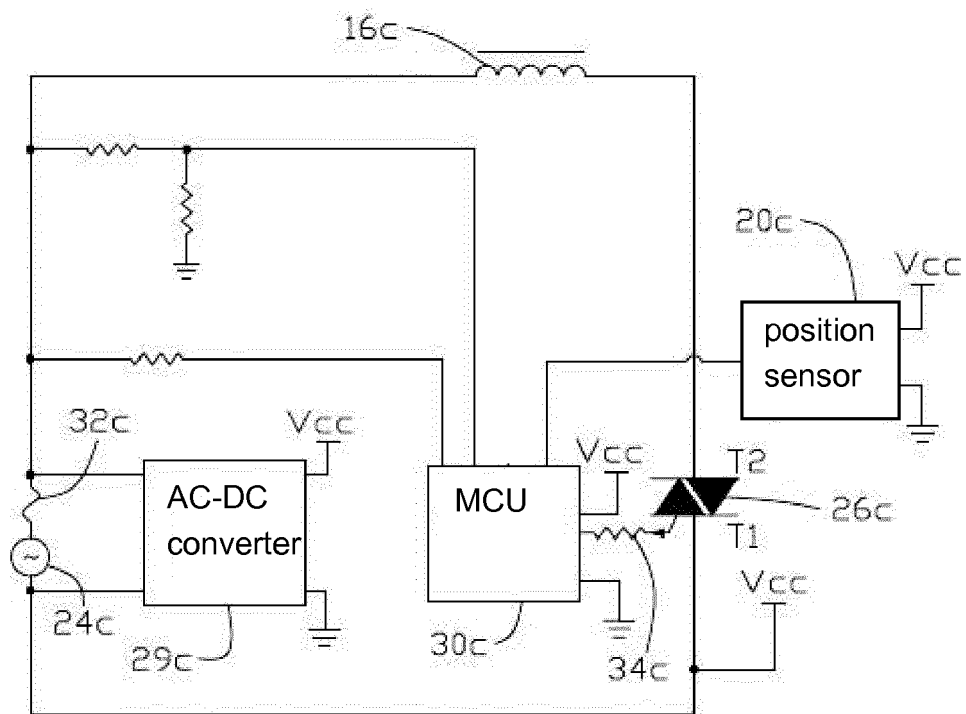 16c
20c
Vcc
position
sensor
32c
Vcc
Vcc
T2
AC-DC
converter
MCU
26c
T1
~
Vcc
24c
29c
30c
34c